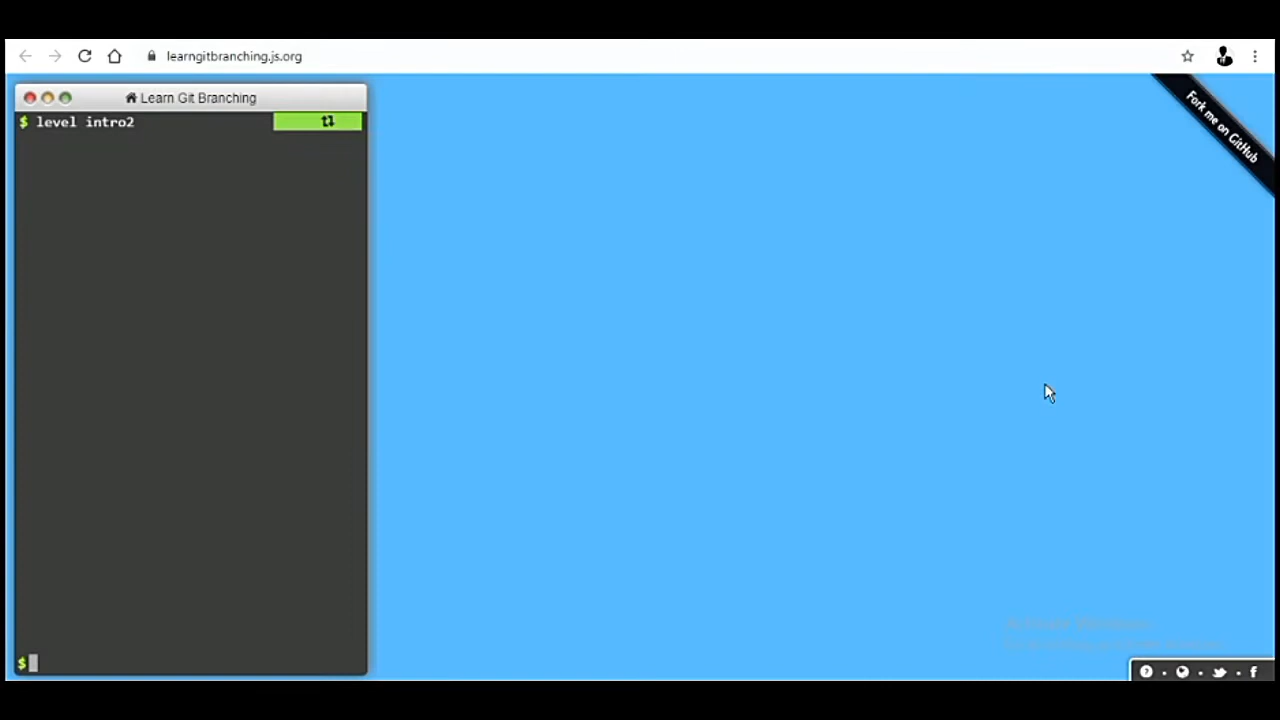 learngitbranching.js.org
Fork me on GitHub
Learn Git Branching
$ level intro2
$